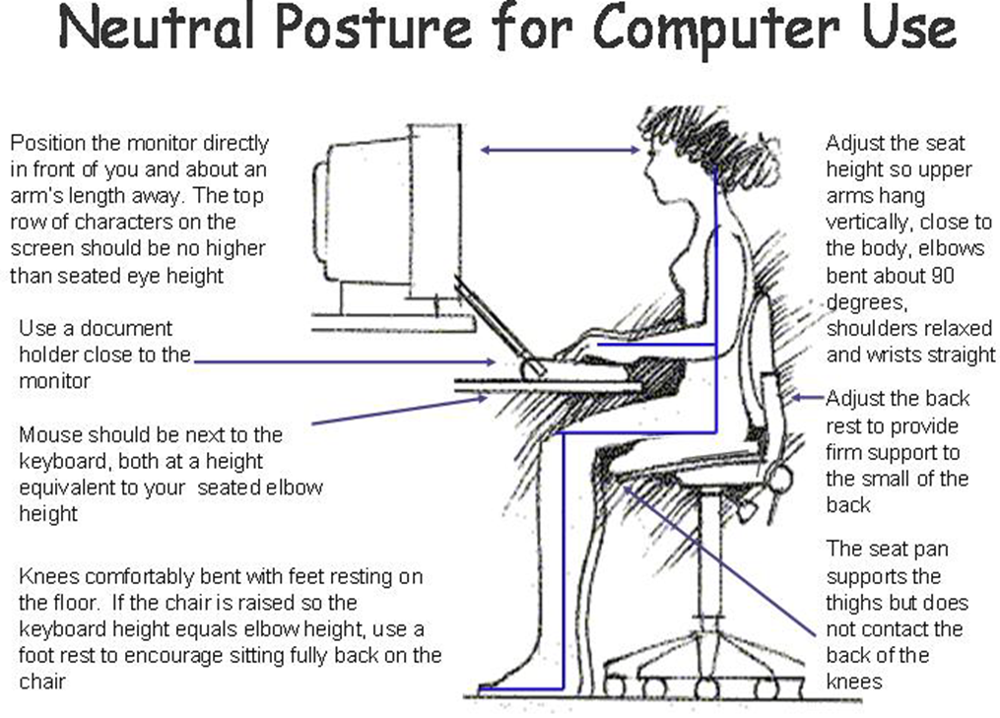 Neutral Posture for Computer Use
Position the monitor directly
in front of you and about an
arm's length away. The top
row of characters on the
screen should be no higher
than seated eye height
Use a document
holder close to the
monitor
Mouse should be next to the
keyboard, both at a height
equivalent to your seated elbow
height
Knees comfortably bent with feet resting on
the floor. If the chair is raised so the
keyboard height equals elbow height, use a
foot rest to encourage sitting fully back on the
chair
Adjust the seat
height so upper
arms hang
vertically, close to
the body, elbows
bent about 90
degrees,
shoulders relaxed
and wrists straight
Adjust the back
rest to provide
firm support to
the small of the
back
The seat pan
supports the
thighs but does
not contact the
back of the
knees